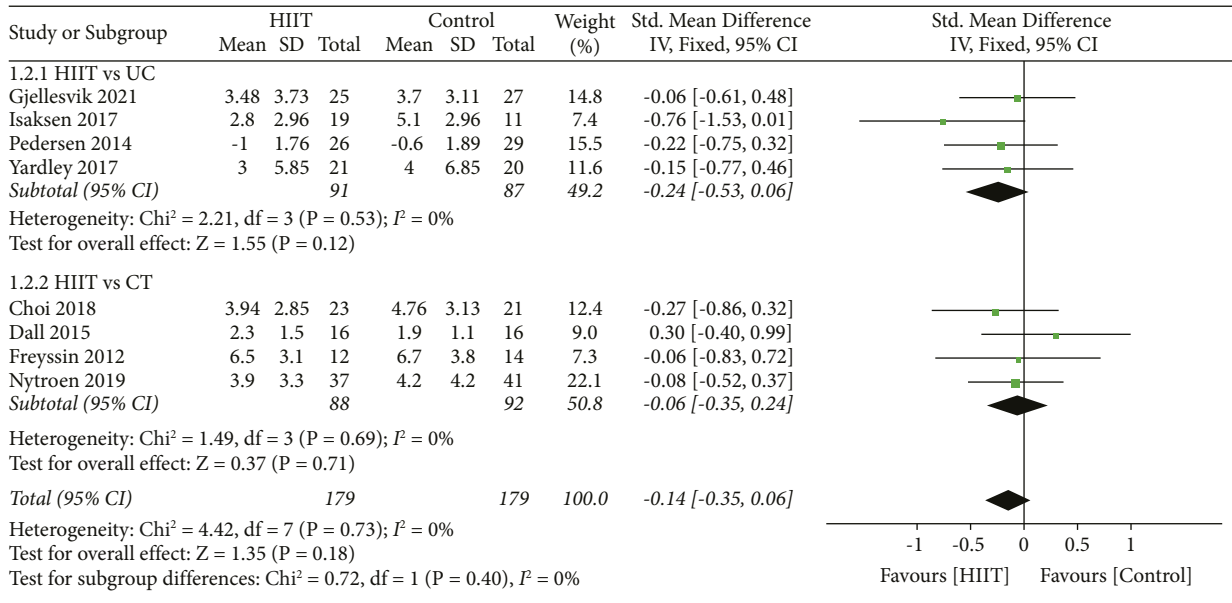 Study or Subgroup HIIT Control Weight (%) Std. Mean Difference IV, Fixed, 95% CI Std. Mean Difference IV, Fixed, 95% CI
Mean SD Total Mean SD Total
1.2.1 HIIT vs UC
Gjellesvik 2021 3.48 3.73 25 3.7 3.11 27 14.8 -0.06 [-0.61, 0.48]
Isaksen 2017 2.8 2.96 19 5.1 2.96 11 7.4 -0.76 [-1.53, 0.01]
Pedersen 2014 -1 1.76 26 -0.6 1.89 29 15.5 -0.22 [-0.75, 0.32]
Yardley 2017 3 5.85 21 4 6.85 20 11.6 -0.15 [-0.77, 0.46]
Subtotal (95% CI) 91 87 49.2 -0.24 [-0.53, 0.06]
Heterogeneity: Chi² = 2.21, df = 3 (P = 0.53); I² = 0%
Test for overall effect: Z = 1.55 (P = 0.12)
1.2.2 HIIT vs CT
Choi 2018 3.94 2.85 23 4.76 3.13 21 12.4 -0.27 [-0.86, 0.32]
Dall 2015 2.3 1.5 16 1.9 1.1 16 9.0 0.30 [-0.40, 0.99]
Freyssin 2012 6.5 3.1 12 6.7 3.8 14 7.3 -0.06 [-0.83, 0.72]
Nytroen 2019 3.9 3.3 37 4.2 4.2 41 22.1 -0.08 [-0.52, 0.37]
Subtotal (95% CI) 88 92 50.8 -0.06 [-0.35, 0.24]
Heterogeneity: Chi² = 1.49, df = 3 (P = 0.69); I² = 0%
Test for overall effect: Z = 0.37 (P = 0.71)
Total (95% CI) 179 179 100.0 -0.14 [-0.35, 0.06]
Heterogeneity: Chi² = 4.42, df = 7 (P = 0.73); I² = 0%
Test for overall effect: Z = 1.35 (P = 0.18)
Test for subgroup differences: Chi² = 0.72, df = 1 (P = 0.40), I² = 0%
-1 -0.5 0 0.5 1
Favours [HIIT] Favours [Control]